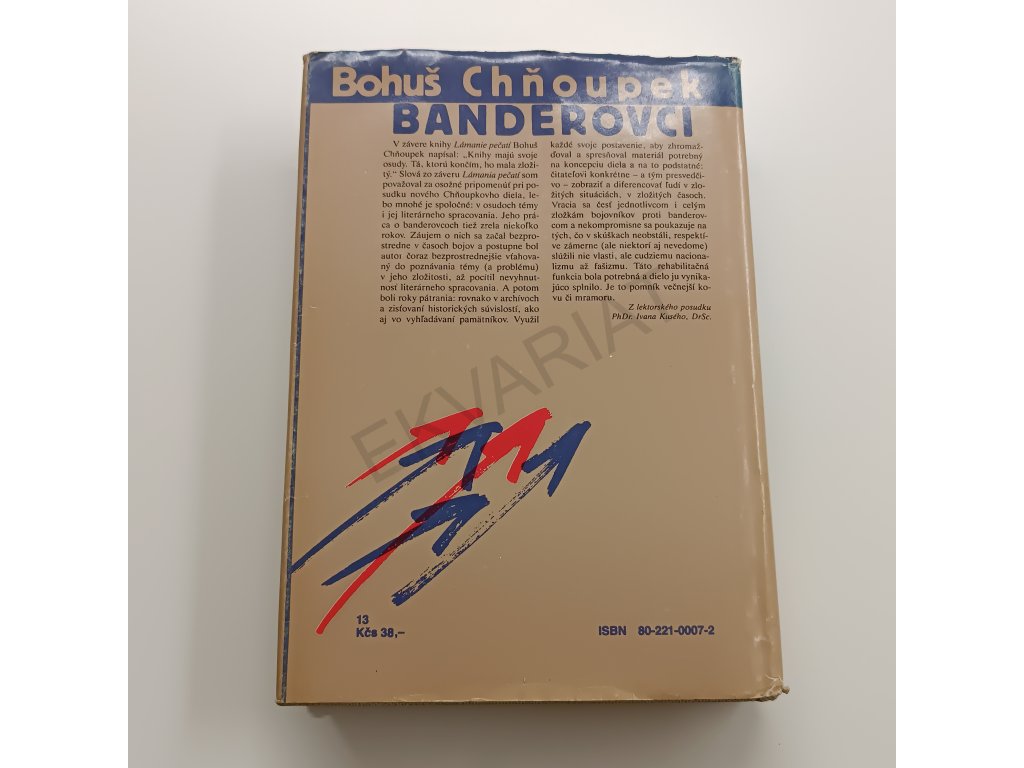 Bohuš Chňoupek
BANDEROVCI
V závere knihy Lámanie pečatí Bohuš
Chňoupek napísal: „Knihy majú svoje
osudy. Tá, ktorú končím, ho mala zloži-
tý.“ Slová zo záveru Lámania pečatí som
považoval za osožné pripomenúť pri po-
sudku nového Chňoupkovho diela, le-
bo mnohé je spoločné: v osudoch témy
i jej literárneho spracovania. Jeho prá-
ca o banderovcoch tiež zrela niekoľko
rokov. Záujem o nich sa začal bezpro-
stredne v časoch bojov a postupne bol
autor čoraz bezprostrednejšie vťahova-
ný do poznávania témy (a problému)
v jeho zložitosti, až pocítil nevyhnut-
nosť literárneho spracovania. A potom
boli roky pátrania: rovnako v archívoch
a zisťovaní historických súvislostí, ako
aj vo vyhľadávaní pamätníkov. Využil
každé svoje postavenie, aby zhromaž-
ďoval a spresňoval materiál potrebný
na koncepciu diela a na to podstatné:
čitateľovi konkrétne – a tým presvedči-
vo – zobraziť a diferencovať ľudí v zlo-
žitých situáciách, v zložitých časoch.
Vracia sa česť jednotlivcom i celým
zložkám bojovníkov proti banderov-
com a nekompromisne sa poukazuje na
tých, čo v skúškach neobstáli, respektí-
ve zámerne (ale niektorí aj nevedome)
slúžili nie vlasti, ale cudziemu naciona-
lizmu až fašizmu. Táto rehabilitačná
funkcia bola potrebná a dielo ju vynika-
júco splnilo. Je to pomník večnejší ko-
vu či mramoru.
Z lektorského posudku
PhDr. Ivana Kusého, DrSc.
EKVARIAT
13
Kčs 38,–
ISBN 80-221-0007-2